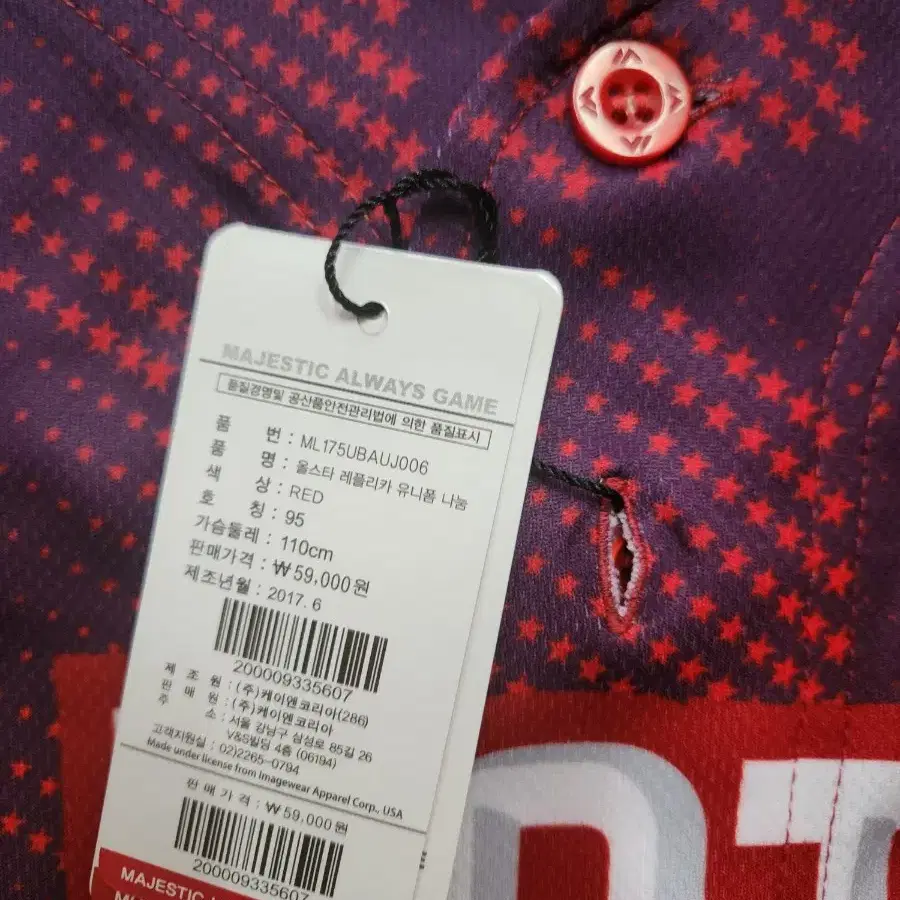 MAJESTIC ALWAYS GAME
품질경영및 공산품안전관리법에 의한 품질표시
품 번 : ML175UBAUJ006
품 명 : 올스타 레플리카 유니폼 나눔
색 상 : RED
호 칭 : 95
가슴둘레 : 110cm
판매가격 : ₩ 59,000원
제조년월 : 2017. 6
200009335607
제 조 원 : (주)케이엔코리아(286)
판 매 원 : (주)케이엔코리아
주 소 : 서울 강남구 삼성로 85길 26
V&S빌딩 4층 (06194)
고객지원실 : 02)2265-0794
Made under license from Imagewear Apparel Corp., USA
판 매 가 격 : ₩ 59,000원
200009335607
MAJESTIC